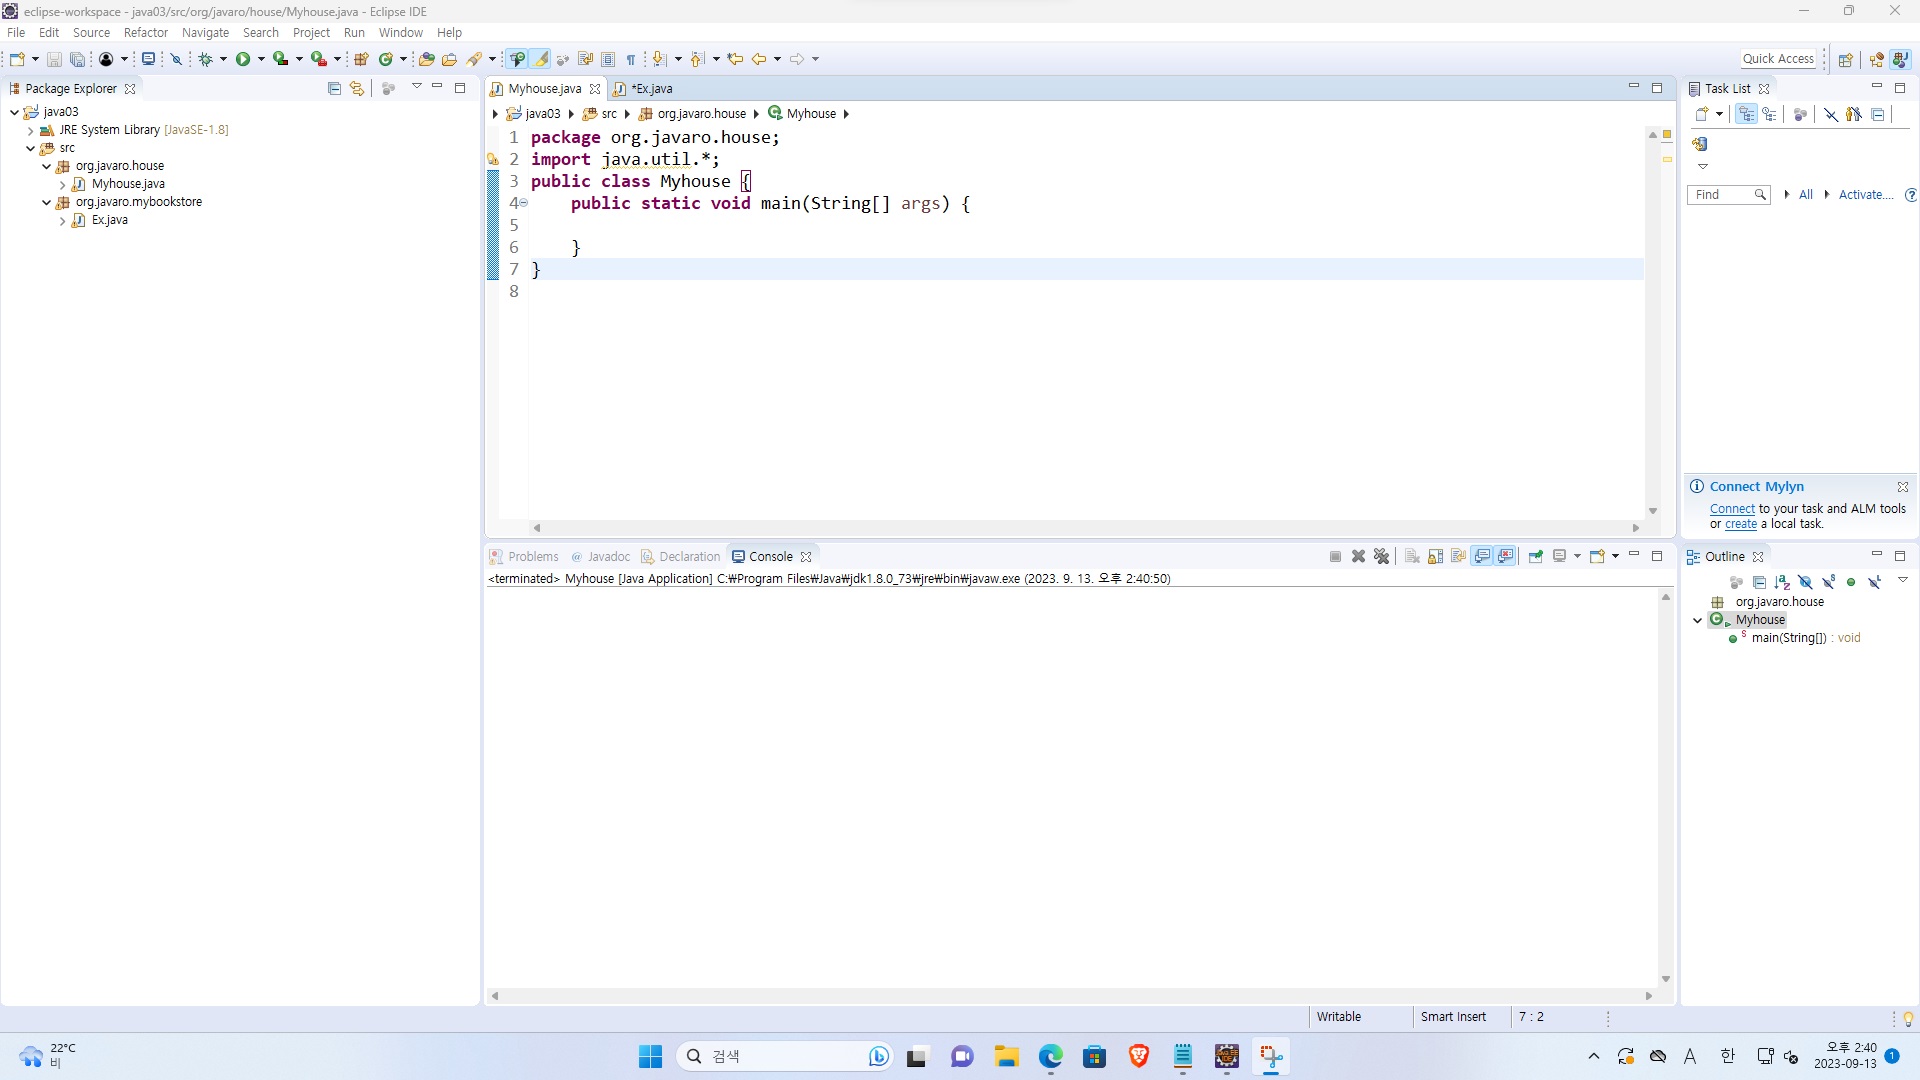 eclipse-workspace - java03/src/org/javaro/house/Myhouse.java - Eclipse IDE
File Edit Source Refactor Navigate Search Project Run Window Help
Quick Access
Package Explorer
java03
JRE System Library [JavaSE-1.8]
src
org.javaro.house
Myhouse.java
org.javaro.mybookstore
Ex.java
Myhouse.java *Ex.java
java03 src org.javaro.house Myhouse
1 package org.javaro.house;
2 import java.util.*;
3 public class Myhouse {
4 public static void main(String[] args) {
5
6 }
7 }
8
Task List
Find All Activate...
Connect Mylyn
Connect to your task and ALM tools
or create a local task.
Problems @ Javadoc Declaration Console
<terminated> Myhouse [Java Application] C:₩Program Files₩Java₩jdk1.8.0_73₩jre₩bin₩javaw.exe (2023. 9. 13. 오후 2:40:50)
Outline
org.javaro.house
Myhouse
main(String[]) : void
Writable Smart Insert 7 : 2
22°C
비
검색
A 한
오후 2:40
2023-09-13
1